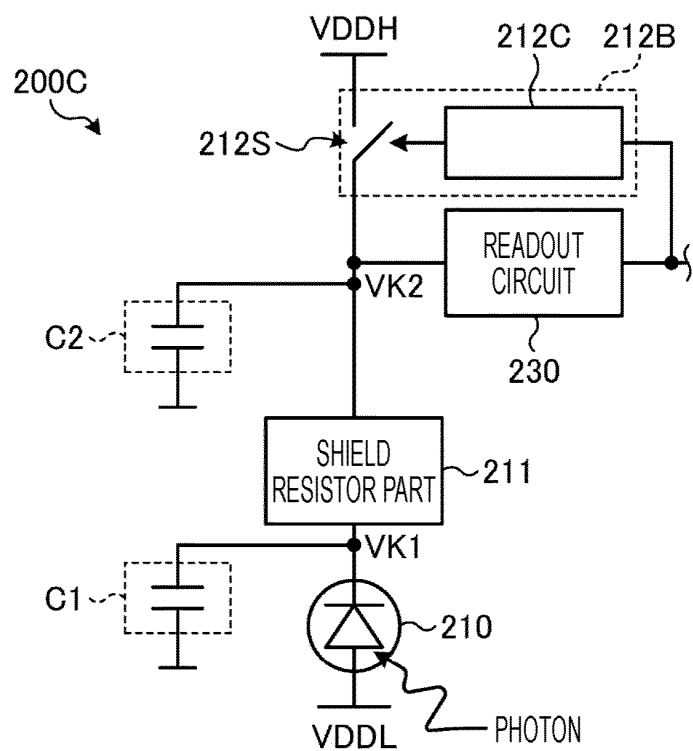 VDDH
212C
212B
200C
212S
READOUT
CIRCUIT
VK2
C2
230
SHIELD
RESISTOR PART
211
VK1
C1
210
VDDL
PHOTON